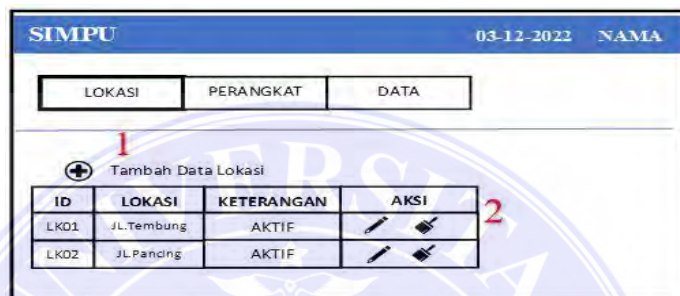 SIMPU 03-12-2022 NAMA
LOKASI PERANGKAT DATA
1
Tambah Data Lokasi
ID LOKASI KETERANGAN AKSI
2
LK01 JL.Tembung AKTIF
LK02 JL.Pancing AKTIF